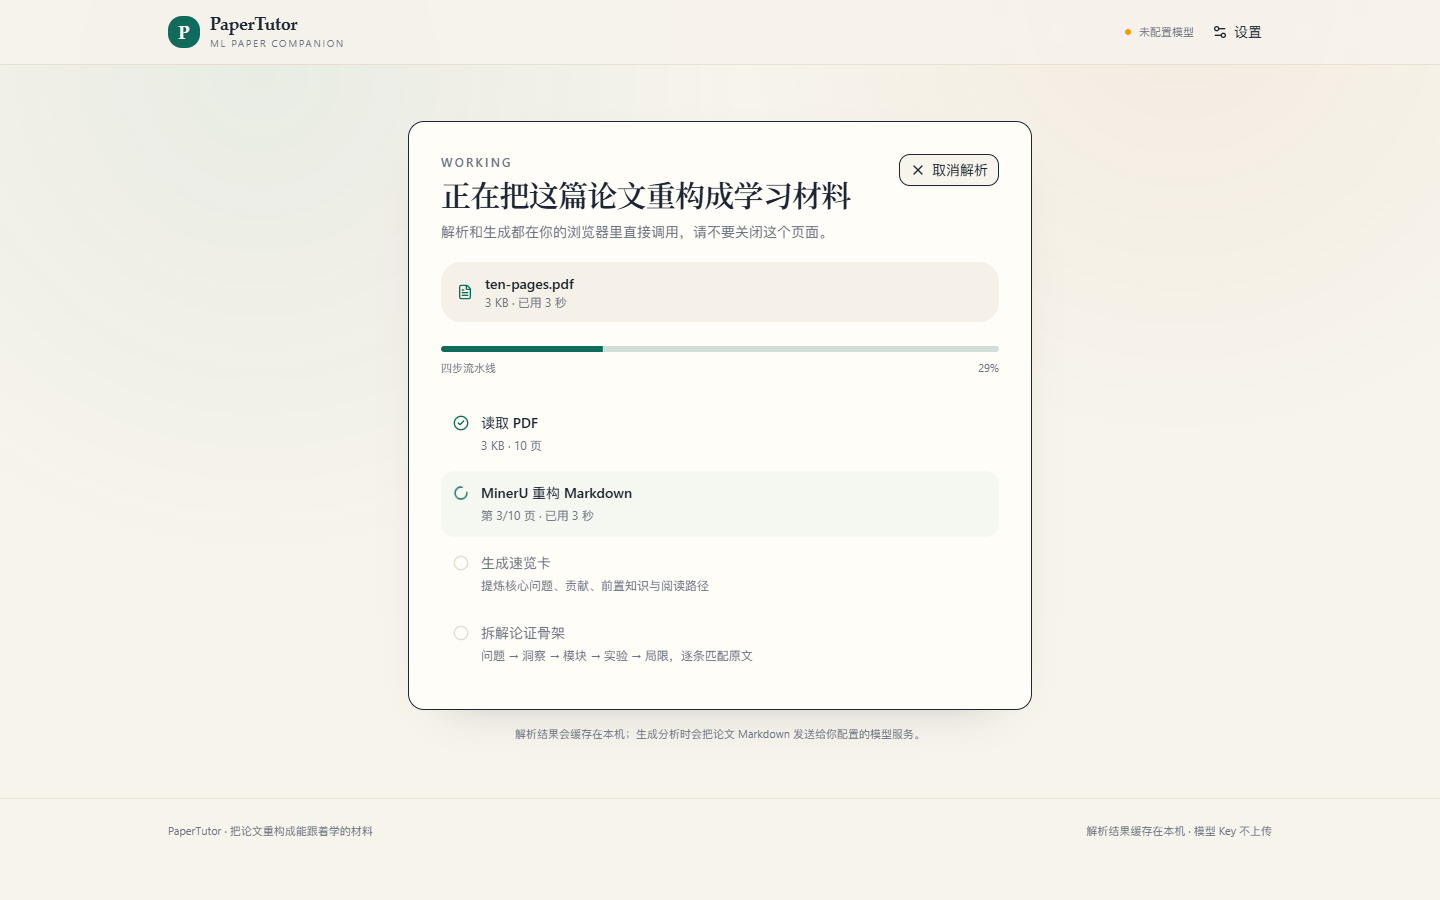 P
PaperTutor
ML PAPER COMPANION
未配置模型
设置
WORKING
取消解析
正在把这篇论文重构成学习材料
解析和生成都在你的浏览器里直接调用，请不要关闭这个页面。
ten-pages.pdf
3 KB · 已用 3 秒
四步流水线
29%
读取 PDF
3 KB · 10 页
MinerU 重构 Markdown
第 3/10 页 · 已用 3 秒
生成速览卡
提炼核心问题、贡献、前置知识与阅读路径
拆解论证骨架
问题 → 洞察 → 模块 → 实验 → 局限，逐条匹配原文
解析结果会缓存在本机；生成分析时会把论文 Markdown 发送给你配置的模型服务。
PaperTutor · 把论文重构成能跟着学的材料
解析结果缓存在本机 · 模型 Key 不上传